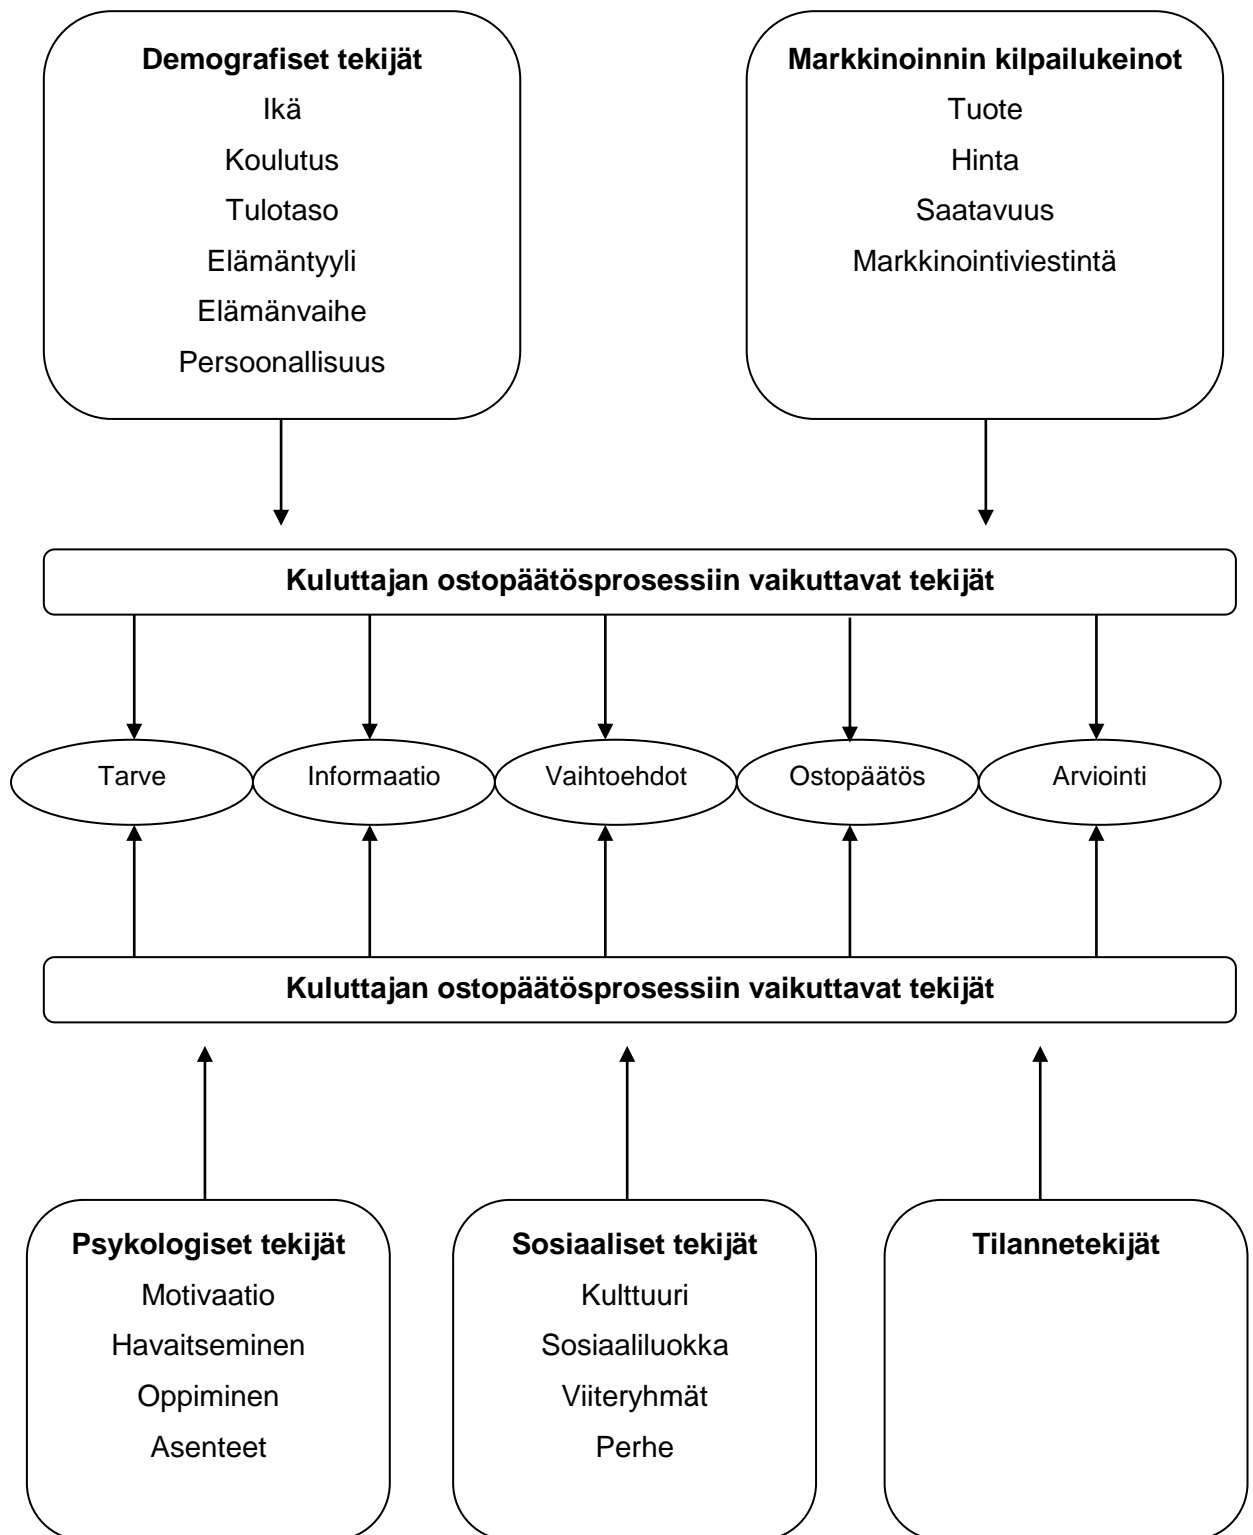 Demografiset tekijät
Ikä
Koulutus
Tulotaso
Elämäntyyli
Elämänvaihe
Persoonallisuus
Markkinoinnin kilpailukeinot
Tuote
Hinta
Saatavuus
Markkinointiviestintä
Kuluttajan ostopäätösprosessiin vaikuttavat tekijät
Tarve
Informaatio
Vaihtoehdot
Ostopäätös
Arviointi
Kuluttajan ostopäätösprosessiin vaikuttavat tekijät
Psykologiset tekijät
Motivaatio
Havaitseminen
Oppiminen
Asenteet
Sosiaaliset tekijät
Kulttuuri
Sosiaaliluokka
Viiteryhmät
Perhe
Tilannetekijät